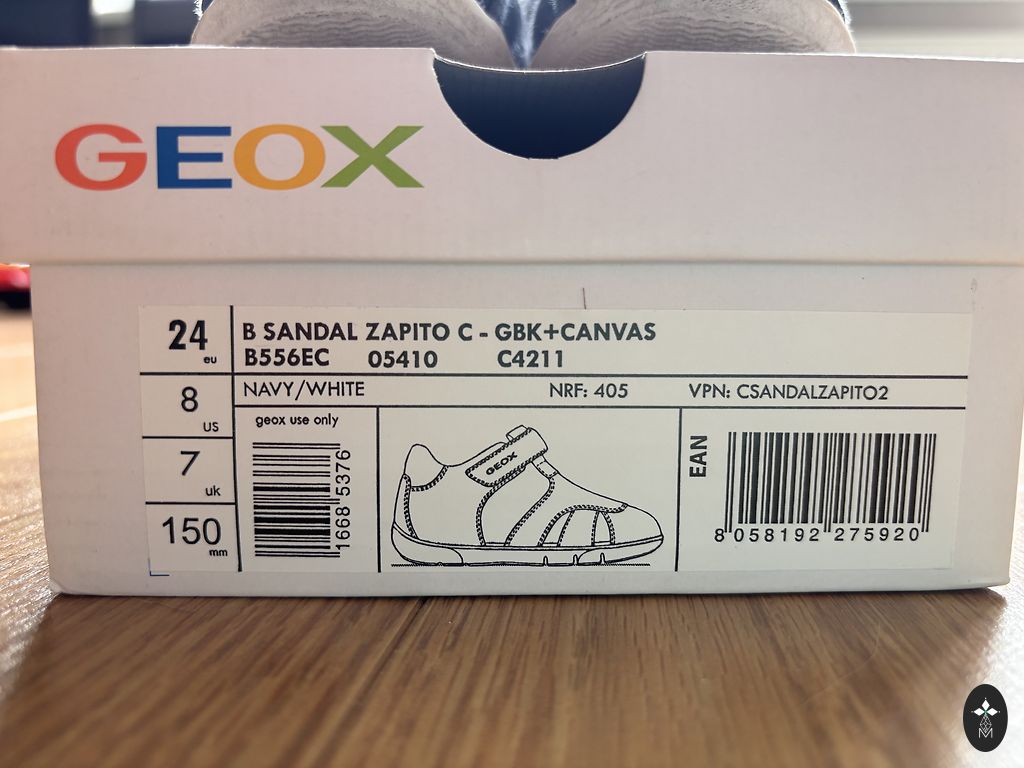 GEOX
24 eu
B SANDAL ZAPITO C - GBK+CANVAS
B556EC 05410 C4211
8 US
NAVY/WHITE NRF: 405 VPN: CSANDALZAPITO2
7 uk
150 mm
geox use only
1668 5376
GEOX
EAN
8 058192 275920
M